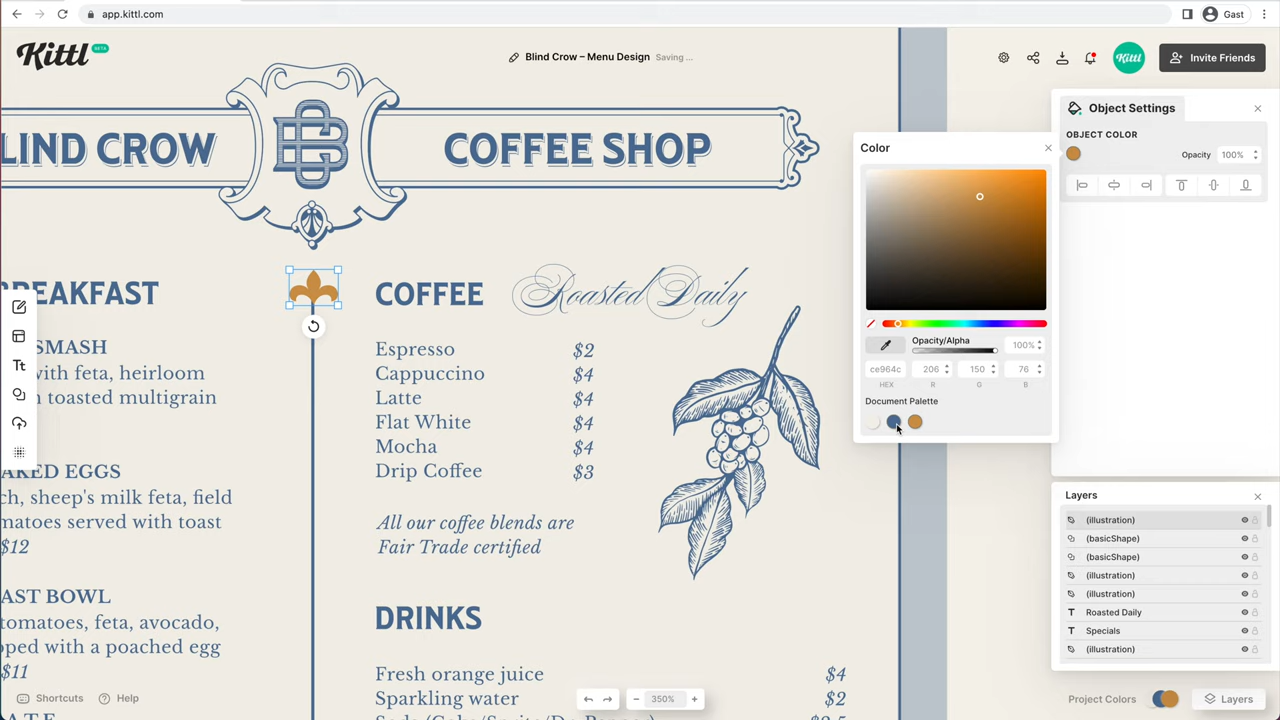 app.kittl.com
Gast
Kittl BETA
Blind Crow – Menu Design Saving ...
Invite Friends
Object Settings
OBJECT COLOR
Opacity 100%
LIND CROW
COFFEE SHOP
Color
Opacity/Alpha 100%
ce964c 206 150 76
HEX R G B
Document Palette
BREAKFAST
SMASH
with feta, heirloom
toasted multigrain
AKED EGGS
ch, sheep's milk feta, field
matoes served with toast
$12
AST BOWL
tomatoes, feta, avocado,
pped with a poached egg
$11
COFFEE
Roasted Daily
Espresso $2
Cappuccino $4
Latte $4
Flat White $4
Mocha $4
Drip Coffee $3
All our coffee blends are
Fair Trade certified
DRINKS
Fresh orange juice $4
Sparkling water $2
Tt
Layers
(illustration)
(basicShape)
(basicShape)
(illustration)
(illustration)
T Roasted Daily
T Specials
(illustration)
Shortcuts
Help
350%
Project Colors
Layers